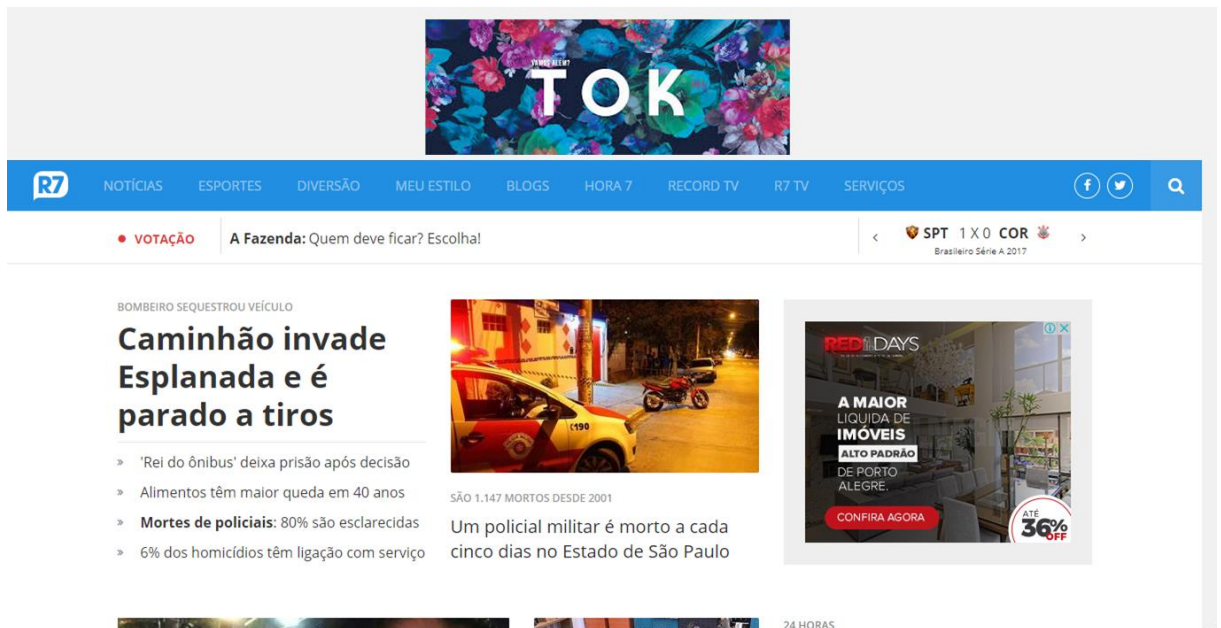 VAMOS ALÉM?
TOK
R7
NOTÍCIAS ESPORTES DIVERSÃO MEU ESTILO BLOGS HORA 7 RECORD TV R7 TV SERVIÇOS
VOTAÇÃO
A Fazenda: Quem deve ficar? Escolha!
SPT 1 X 0 COR
Brasileiro Série A 2017
BOMBEIRO SEQUESTROU VEÍCULO
Caminhão invade
Esplanada e é
parado a tiros
» 'Rei do ônibus' deixa prisão após decisão
» Alimentos têm maior queda em 40 anos
» Mortes de policiais: 80% são esclarecidas
» 6% dos homicídios têm ligação com serviço
190
SÃO 1.147 MORTOS DESDE 2001
Um policial militar é morto a cada
cinco dias no Estado de São Paulo
RED DAYS
A MAIOR
LIQUIDA DE
IMÓVEIS
ALTO PADRÃO
DE PORTO
ALEGRE.
CONFIRA AGORA
ATÉ
36%
OFF
24 HORAS